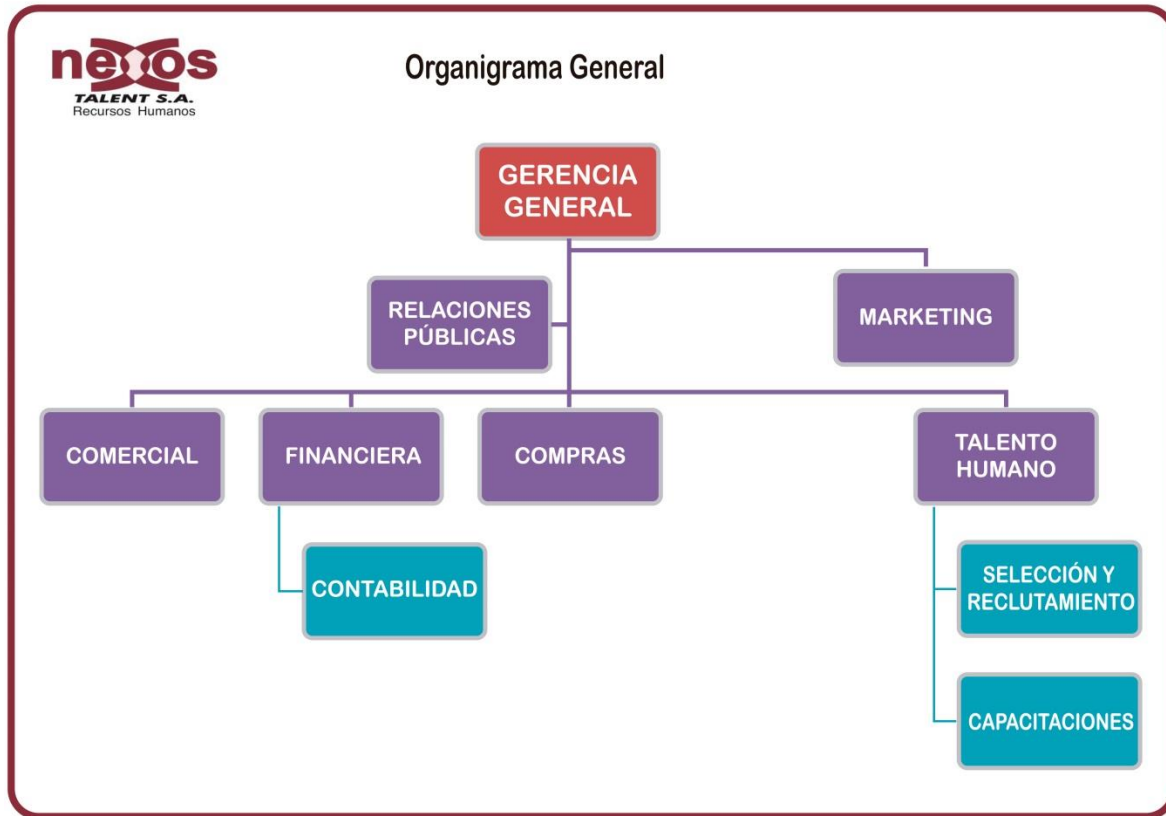 nexos
TALENT S.A.
Recursos Humanos
Organigrama General
GERENCIA
GENERAL
RELACIONES
PÚBLICAS
MARKETING
COMERCIAL
FINANCIERA
COMPRAS
TALENTO
HUMANO
CONTABILIDAD
SELECCIÓN Y
RECLUTAMIENTO
CAPACITACIONES